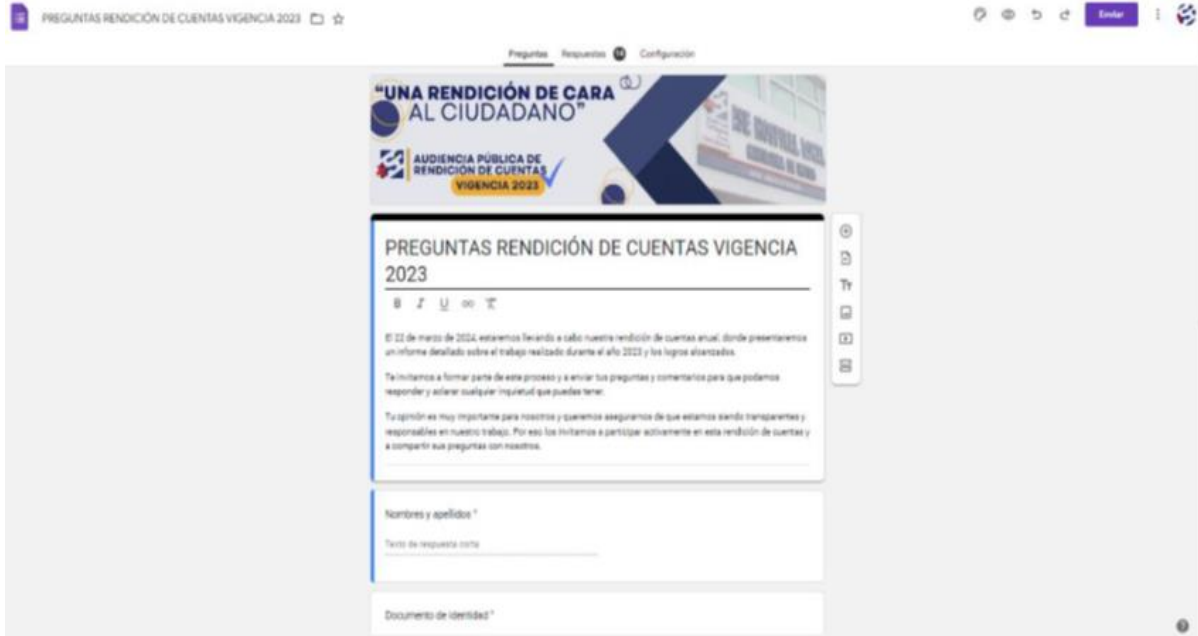 PREGUNTAS RENDICIÓN DE CUENTAS VIGENCIA 2023
Enviar
Preguntas Respuestas Configuración
"UNA RENDICIÓN DE CARA
AL CIUDADANO"
AUDIENCIA PÚBLICA DE
RENDICIÓN DE CUENTAS
VIGENCIA 2023
PREGUNTAS RENDICIÓN DE CUENTAS VIGENCIA
2023
B I U
El 22 de marzo de 2024, estaremos llevando a cabo nuestra rendición de cuentas anual, donde presentaremos
un informe detallado sobre el trabajo realizado durante el año 2023 y los logros alcanzados.
Te invitamos a formar parte de este proceso y a enviar tus preguntas y comentarios para que podamos
responder y aclarar cualquier inquietud que puedas tener.
Tu opinión es muy importante para nosotros y queremos asegurarnos de que estamos siendo transparentes y
responsables en nuestro trabajo. Por eso los invitamos a participar activamente en esta rendición de cuentas y
a compartir sus preguntas con nosotros.
Nombres y apellidos *
Texto de respuesta corta
Documento de identidad *